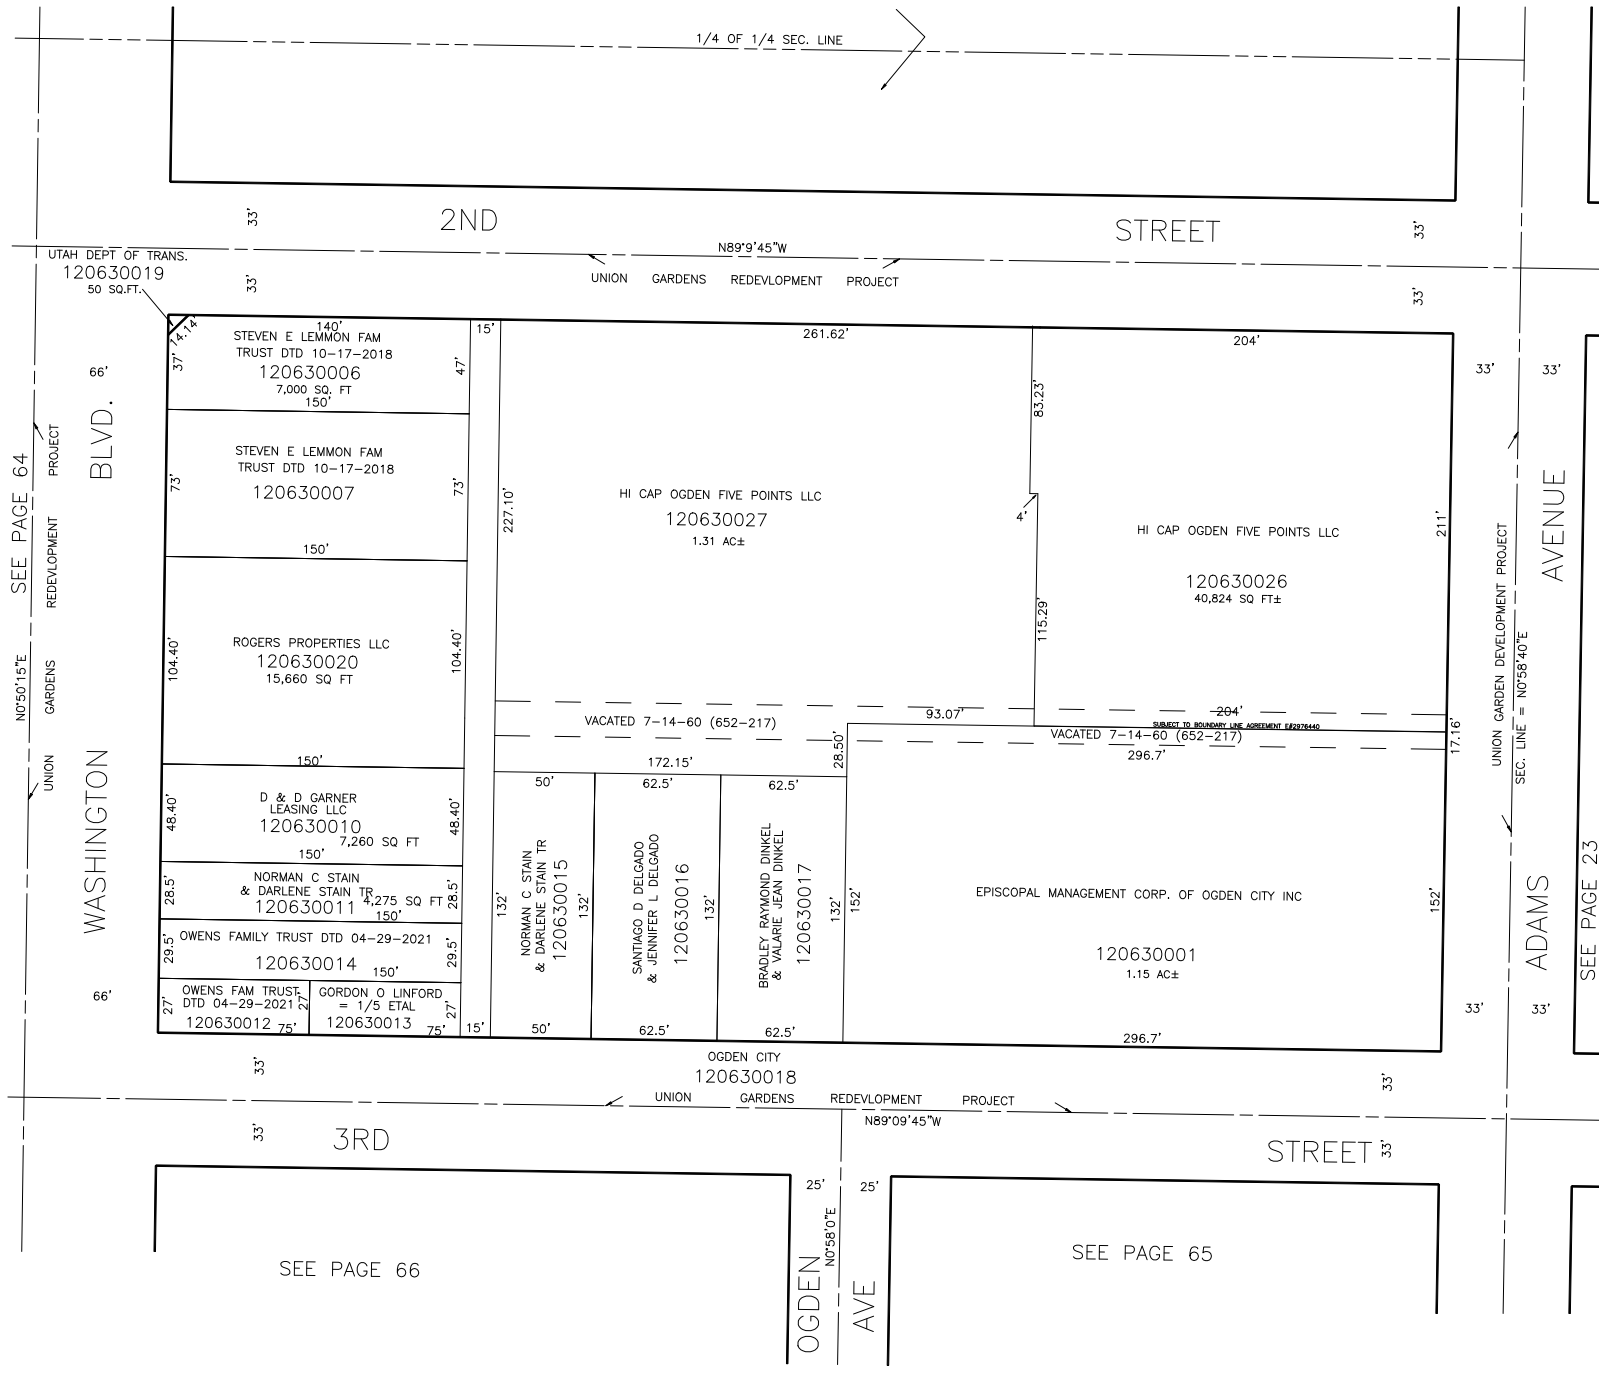 1/4 OF 1/4 SEC. LINE
33'
2ND
STREET
33'
N89°9'45"W
UTAH DEPT OF TRANS.
120630019
50 SQ.FT.
33'
UNION GARDENS REDEVLOPMENT PROJECT
33'
14.14'
140'
15'
261.62'
204'
STEVEN E LEMMON FAM
TRUST DTD 10-17-2018
120630006
7,000 SQ. FT
150'
37'
47'
66'
33'
33'
83.23'
BLVD.
SEE PAGE 64
UNION GARDENS REDEVLOPMENT PROJECT
N0°50'15"E
STEVEN E LEMMON FAM
TRUST DTD 10-17-2018
120630007
73'
73'
150'
227.10'
HI CAP OGDEN FIVE POINTS LLC
120630027
1.31 AC±
4'
HI CAP OGDEN FIVE POINTS LLC
120630026
40,824 SQ FT±
211'
AVENUE
UNION GARDEN DEVELOPMENT PROJECT
SEC. LINE = N0°58'40"E
115.29'
ROGERS PROPERTIES LLC
120630020
15,660 SQ FT
104.40'
104.40'
150'
93.07'
204'
VACATED 7-14-60 (652-217)
SUBJECT TO BOUNDARY LINE AGREEMENT E#2976440
VACATED 7-14-60 (652-217)
28.50'
17.16'
172.15'
296.7'
50'
62.5'
62.5'
WASHINGTON
D & D GARNER
LEASING LLC
120630010
7,260 SQ FT
48.40'
48.40'
150'
NORMAN C STAIN
& DARLENE STAIN TR
120630011
4,275 SQ FT
28.5'
28.5'
150'
OWENS FAMILY TRUST DTD 04-29-2021
120630014
29.5'
29.5'
150'
OWENS FAM TRUST
DTD 04-29-2021
120630012
27'
27'
75'
GORDON O LINFORD
= 1/5 ETAL
120630013
27'
75'
15'
66'
132'
NORMAN C STAIN
& DARLENE STAIN TR
120630015
132'
50'
SANTIAGO D DELGADO
& JENNNIFER L DELGADO
120630016
132'
62.5'
BRADLEY RAYMOND DINKEL
& VALARIE JEAN DINKEL
120630017
132'
62.5'
152'
EPISCOPAL MANAGEMENT CORP. OF OGDEN CITY INC
120630001
1.15 AC±
152'
296.7'
ADAMS
SEE PAGE 23
33'
33'
OGDEN CITY
120630018
33'
33'
UNION GARDENS REDEVLOPMENT PROJECT
N89°09'45"W
33'
3RD
STREET
33'
25'
25'
N0°58'0"E
OGDEN
AVE
SEE PAGE 66
SEE PAGE 65